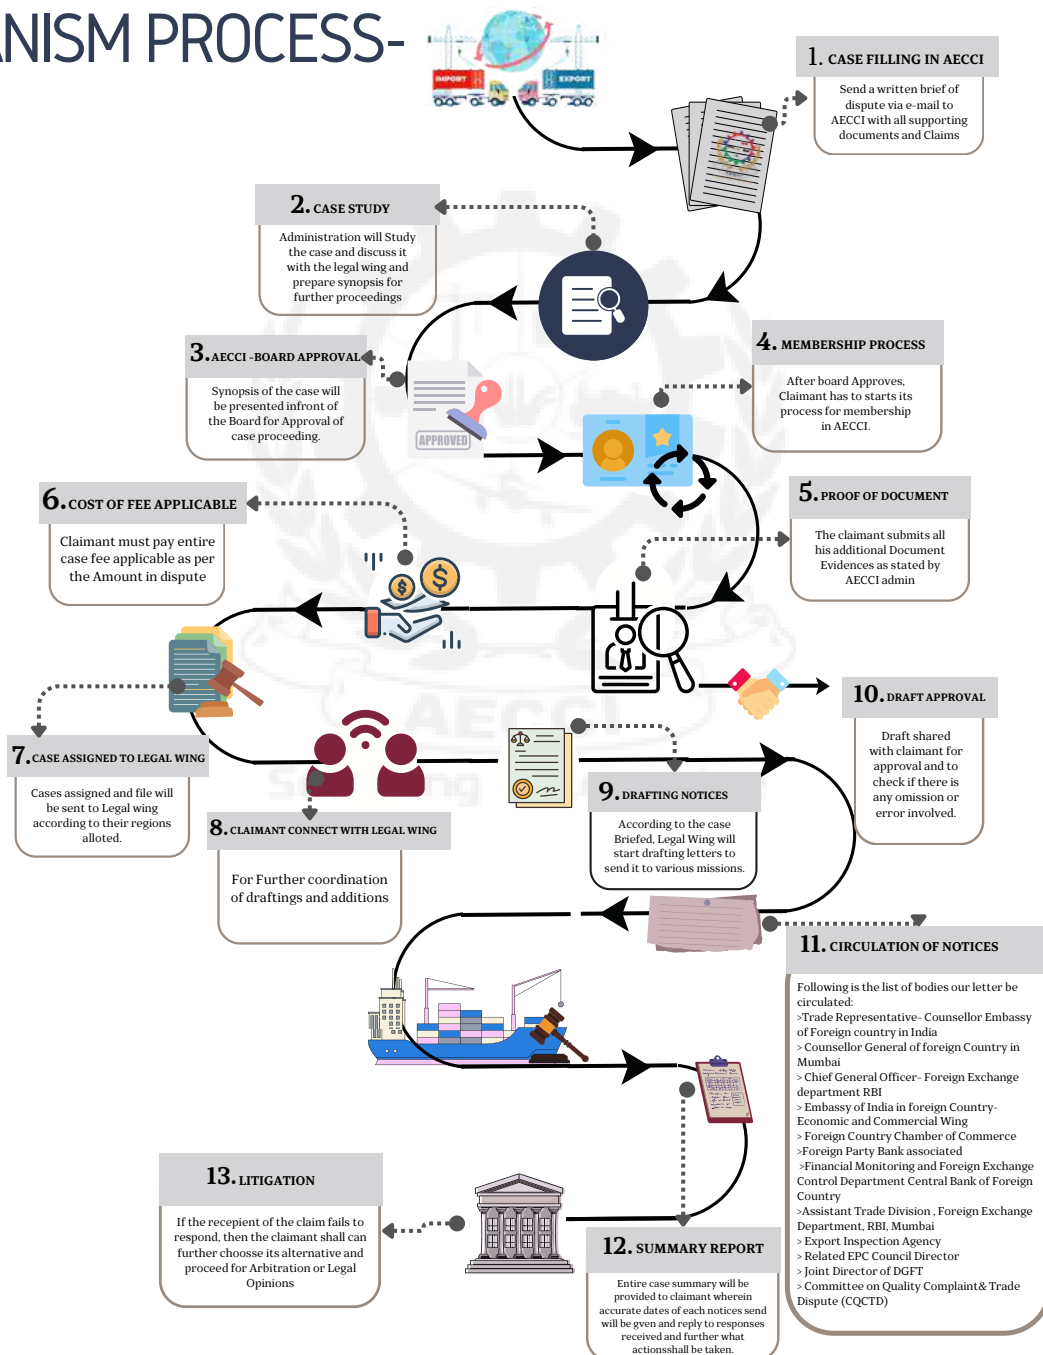 ANISM PROCESS-
IMPORT
EXPORT
1. CASE FILLING IN AECCI
Send a written brief of
dispute via e-mail to
AECCI with all supporting
documents and Claims
2. CASE STUDY
Administration will Study
the case and discuss it
with the legal wing and
prepare synopsis for
further proceedings
3. AECCI -BOARD APPROVAL
Synopsis of the case will
be presented infront of
the Board for Approval of
case proceeding.
APPROVED
4. MEMBERSHIP PROCESS
After board Approves,
Claimant has to starts its
process for membership
in AECCI.
5. PROOF OF DOCUMENT
The claimant submits all
his additional Document
Evidences as stated by
AECCI admin
6. COST OF FEE APPLICABLE
Claimant must pay entire
case fee applicable as per
the Amount in dispute
7. CASE ASSIGNED TO LEGAL WING
Cases assigned and file will
be sent to Legal wing
according to their regions
alloted.
8. CLAIMANT CONNECT WITH LEGAL WING
For Further coordination
of draftings and additions
9. DRAFTING NOTICES
According to the case
Briefed, Legal Wing will
start drafting letters to
send it to various missions.
10. DRAFT APPROVAL
Draft shared
with claimant for
approval and to
check if there is
any omission or
error involved.
AECCI
11. CIRCULATION OF NOTICES
Following is the list of bodies our letter be
circulated:
>Trade Representative- Counsellor Embassy
of Foreign country in India
> Counsellor General of foreign Country in
Mumbai
> Chief General Officer- Foreign Exchange
department RBI
> Embassy of India in foreign Country-
Economic and Commercial Wing
> Foreign Country Chamber of Commerce
>Foreign Party Bank associated
>Financial Monitoring and Foreign Exchange
Control Department Central Bank of Foreign
Country
>Assistant Trade Division , Foreign Exchange
Department, RBI, Mumbai
> Export Inspection Agency
> Related EPC Council Director
> Joint Director of DGFT
> Committee on Quality Complaint& Trade
Dispute (CQCTD)
12. SUMMARY REPORT
Entire case summary will be
provided to claimant wherein
accurate dates of each notices send
will be gven and reply to responses
received and further what
actionsshall be taken.
13. LITIGATION
If the recepient of the claim fails to
respond, then the claimant shall can
further choosse its alternative and
proceed for Arbitration or Legal
Opinions